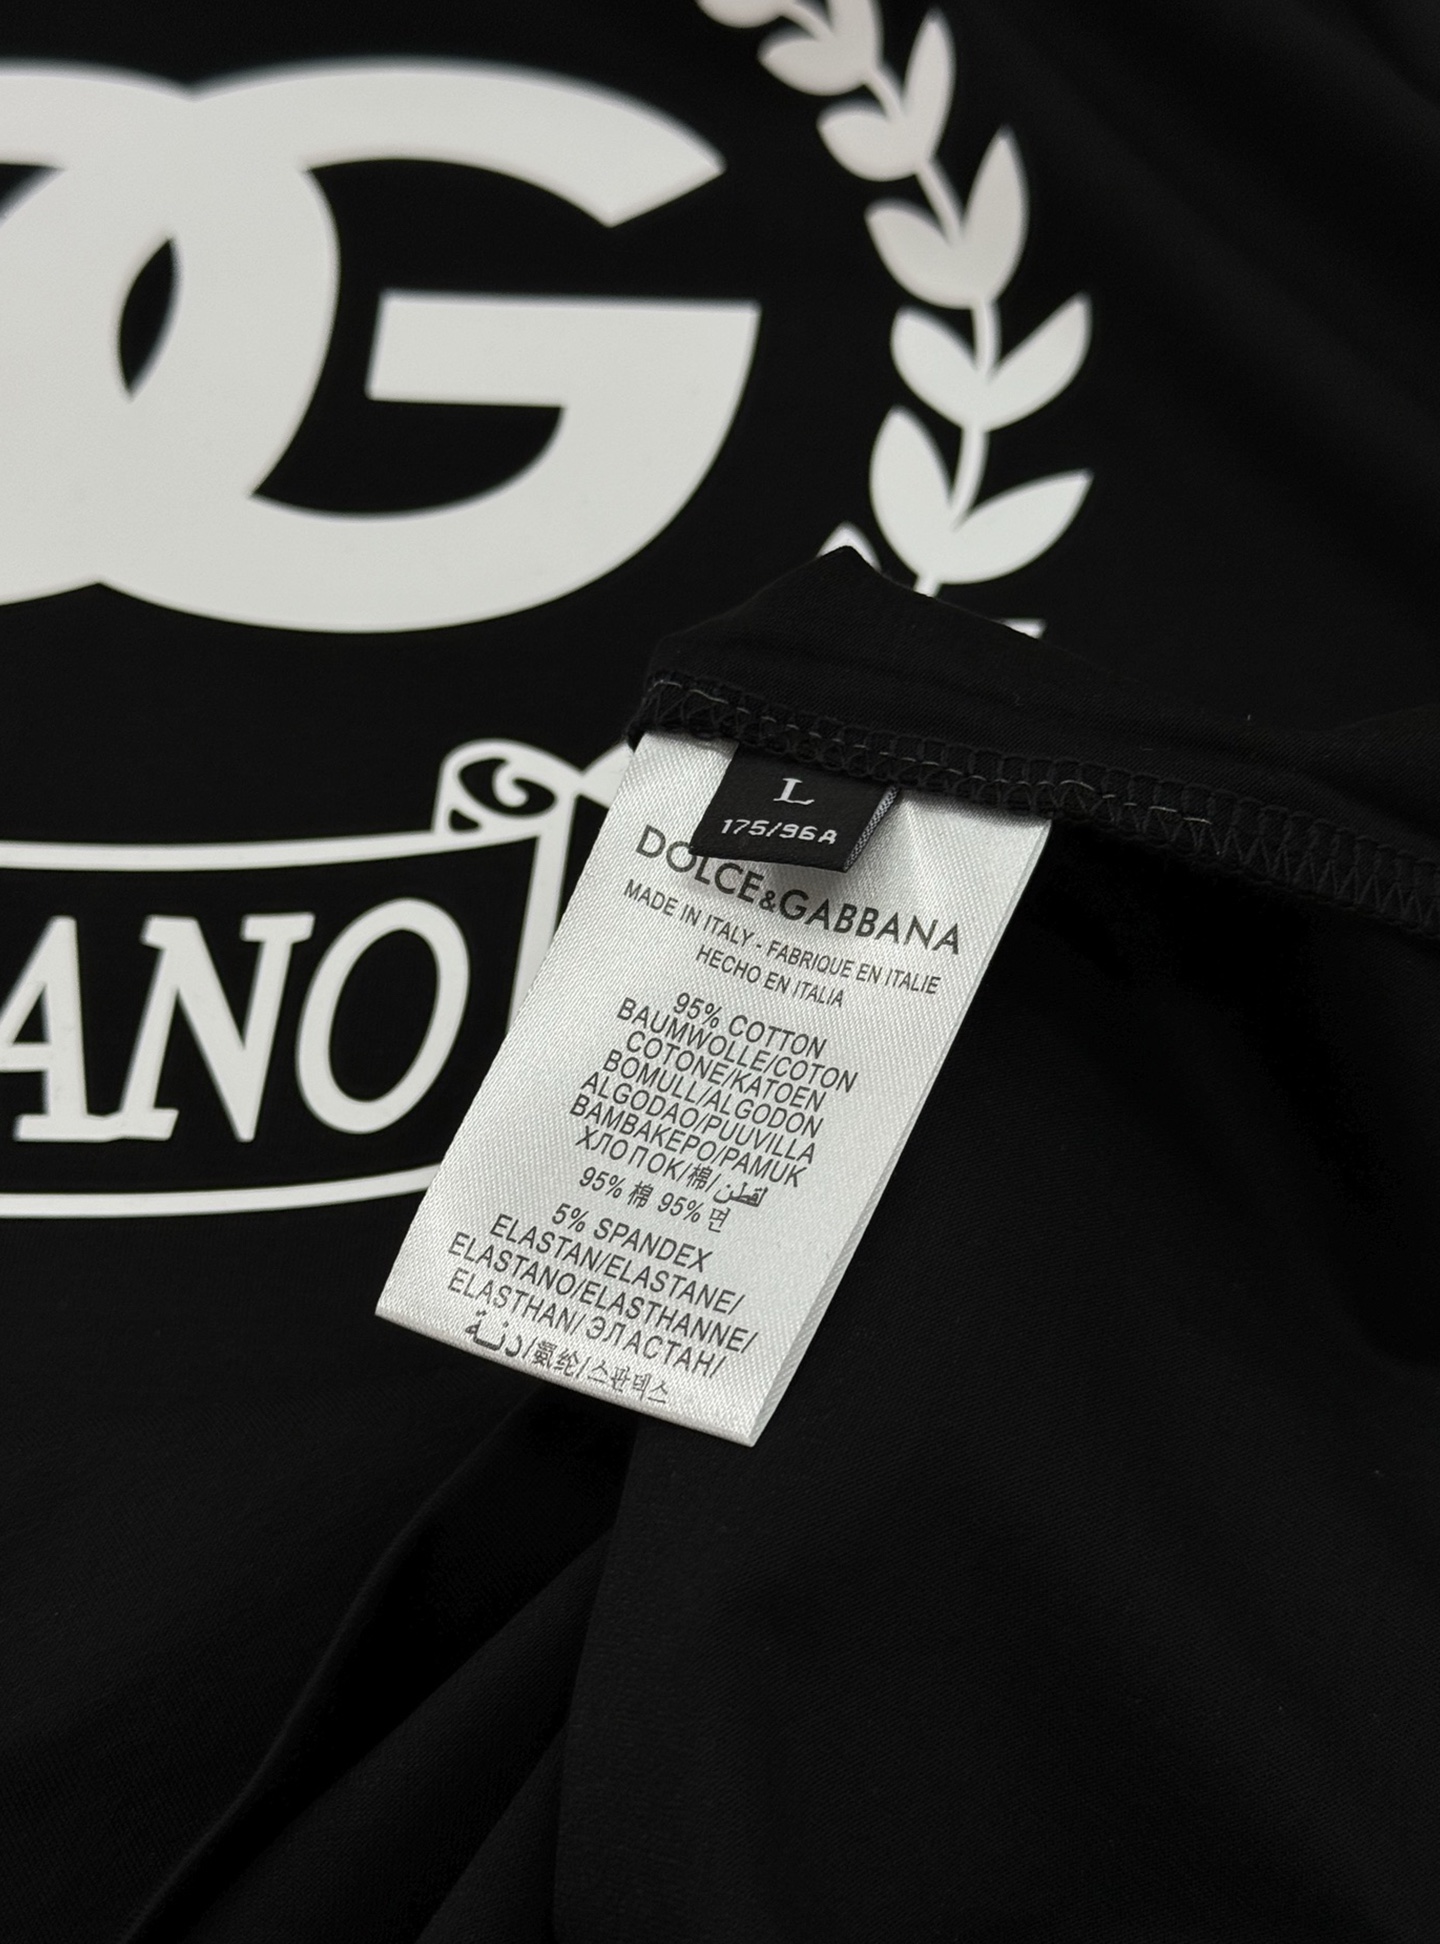 DG
ANO
L
175/96A
DOLCE&GABBANA
MADE IN ITALY - FABRIQUE EN ITALIE
HECHO EN ITALIA
95% COTTON
BAUMWOLLE/COTON
COTONE/KATOEN
BOMULL/ALGODON
ALGODAO/PUUVILLA
BAMBAKEPO/PAMUK
ХЛОПОК/棉/لقطن
95% 棉 95% 면
5% SPANDEX
ELASTAN/ELASTANE/
ELASTANO/ELASTHANNE/
ELASTHAN/ЭЛАСТАН/
/氨纶/스판덱스